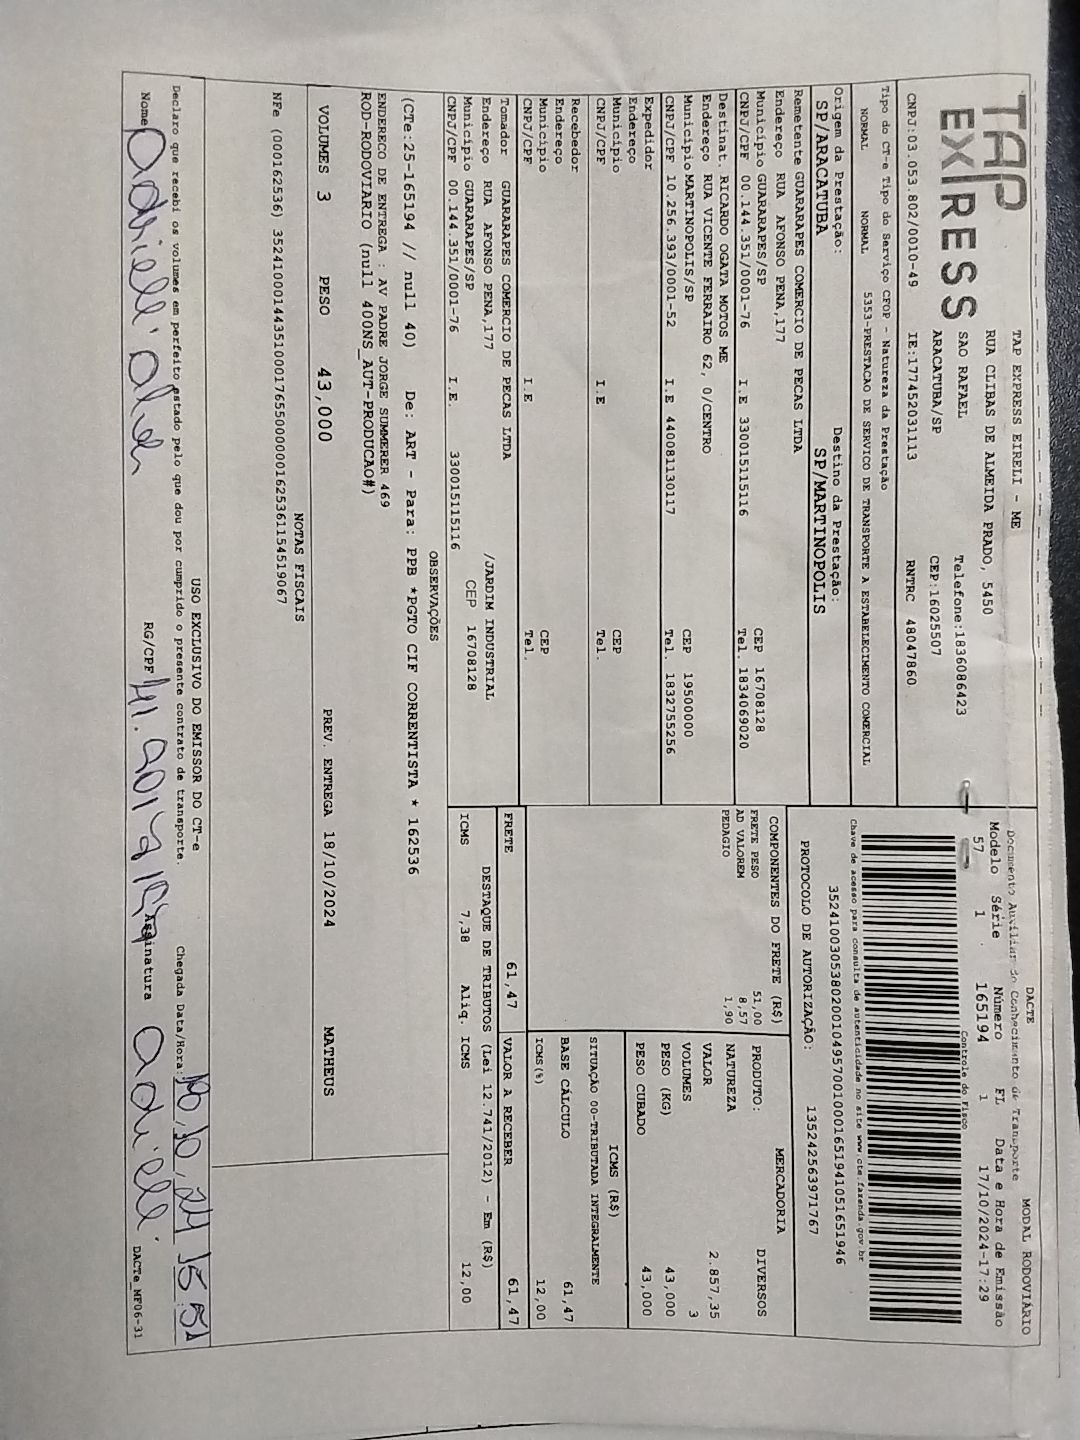 TAP EXPRESS
TAP EXPRESS EIRELI - ME
RUA CLIBAS DE ALMEIDA PRADO, 5450
SAO RAFAEL Telefone:1836086423
ARACATUBA/SP CEP:16025507
CNPJ:03.053.802/0010-49 IE:177452031113 RNTRC 48047860
DACTE MODAL RODOVIÁRIO
Documento Auxiliar do Conhecimento de Transporte
Modelo Série Número FL Data e Hora de Emissão
57 1 165194 1 17/10/2024-17:29
Controle do Fisco
Chave de acesso para consulta de autenticidade no site www.cte.fazenda.gov.br
35241003053802001049570010001651941051651946
PROTOCOLO DE AUTORIZAÇÃO: 135242563971767
Tipo do CT-e Tipo do Serviço CFOP - Natureza da Prestação
NORMAL NORMAL 5353-PRESTACAO DE SERVICO DE TRANSPORTE A ESTABELECIMENTO COMERCIAL
Origem da Prestação: Destino da Prestação:
SP/ARACATUBA SP/MARTINOPOLIS
Remetente GUARARAPES COMERCIO DE PECAS LTDA
Endereço RUA AFONSO PENA,177
Município GUARARAPES/SP CEP 16708128
CNPJ/CPF 00.144.351/0001-76 I.E 330015115116 Tel. 1834069020
Destinat. RICARDO OGATA MOTOS ME
Endereço RUA VICENTE FERRAIRO 62, 0/CENTRO
Município MARTINOPOLIS/SP CEP 19500000
CNPJ/CPF 10.256.393/0001-52 I.E 440081130117 Tel. 1832755256
Expedidor
Endereço
Município CEP
CNPJ/CPF I.E Tel.
Recebedor
Endereço
Município CEP
CNPJ/CPF I.E Tel.
Tomador GUARARAPES COMERCIO DE PECAS LTDA
Endereço RUA AFONSO PENA,177 /JARDIM INDUSTRIAL
Município GUARARAPES/SP CEP 16708128
CNPJ/CPF 00.144.351/0001-76 I.E. 330015115116
COMPONENTES DO FRETE (R$)
FRETE PESO 51,00
AD VALOREM 8,57
PEDAGIO 1,90
MERCADORIA
PRODUTO: DIVERSOS
NATUREZA
VALOR 2.857,35
VOLUMES 3
PESO (KG) 43,000
PESO CUBADO 43,000
ICMS (R$)
SITUAÇÃO 00-TRIBUTADA INTEGRALMENTE
BASE CÁLCULO 61,47
ICMS(%) 12,00
FRETE 61,47 VALOR A RECEBER 61,47
DESTAQUE DE TRIBUTOS (Lei 12.741/2012) - Em (R$)
ICMS 7,38 Aliq. ICMS 12,00
OBSERVAÇÕES
(CTe:25-165194 // null 40) De: ART - Para: PPB *PGTO CIF CORRENTISTA * 162536
ENDERECO DE ENTREGA : AV PADRE JORGE SUMMERER 469
ROD-RODOVIARIO (null 400NS_AUT-PRODUCAO#)
VOLUMES 3 PESO 43,000 PREV. ENTREGA 18/10/2024 MATHEUS
NOTAS FISCAIS
NFe (000162536) 35241000144351000176550000001625361154519067
USO EXCLUSIVO DO EMISSOR DO CT-e
Declaro que recebi os volumes em perfeito estado pelo que dou por cumprido o presente contrato de transporte. Chegada Data/Hora: 15:51
Nome RG/CPF Assinatura
DACTe_MF06-31